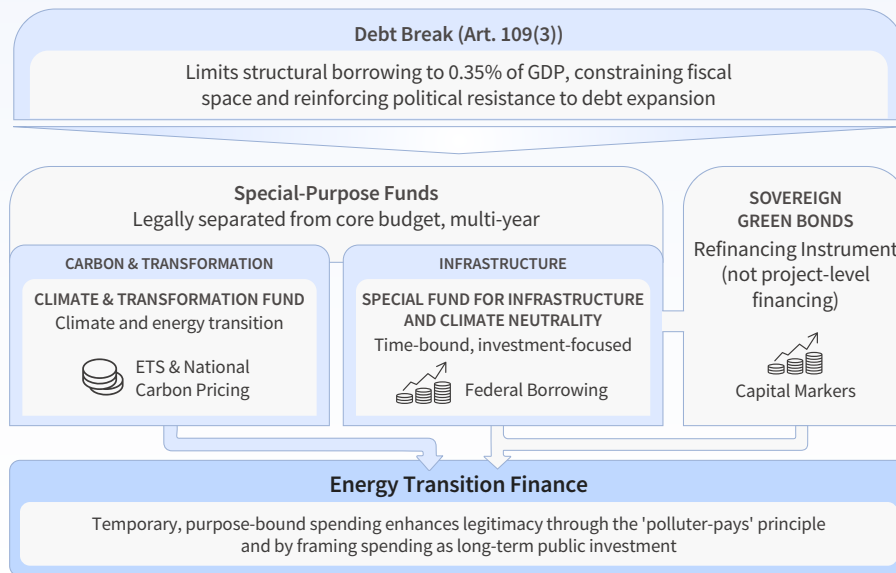 Debt Break (Art. 109(3))
Limits structural borrowing to 0.35% of GDP, constraining fiscal
space and reinforcing political resistance to debt expansion
Special-Purpose Funds
Legally separated from core budget, multi-year
CARBON & TRANSFORMATION
CLIMATE & TRANSFORMATION FUND
Climate and energy transition
ETS & National
Carbon Pricing
INFRASTRUCTURE
SPECIAL FUND FOR INFRASTRUCTURE
AND CLIMATE NEUTRALITY
Time-bound, investment-focused
Federal Borrowing
SOVEREIGN
GREEN BONDS
Refinancing Instrument
(not project-level
financing)
Capital Markers
Energy Transition Finance
Temporary, purpose-bound spending enhances legitimacy through the 'polluter-pays' principle
and by framing spending as long-term public investment